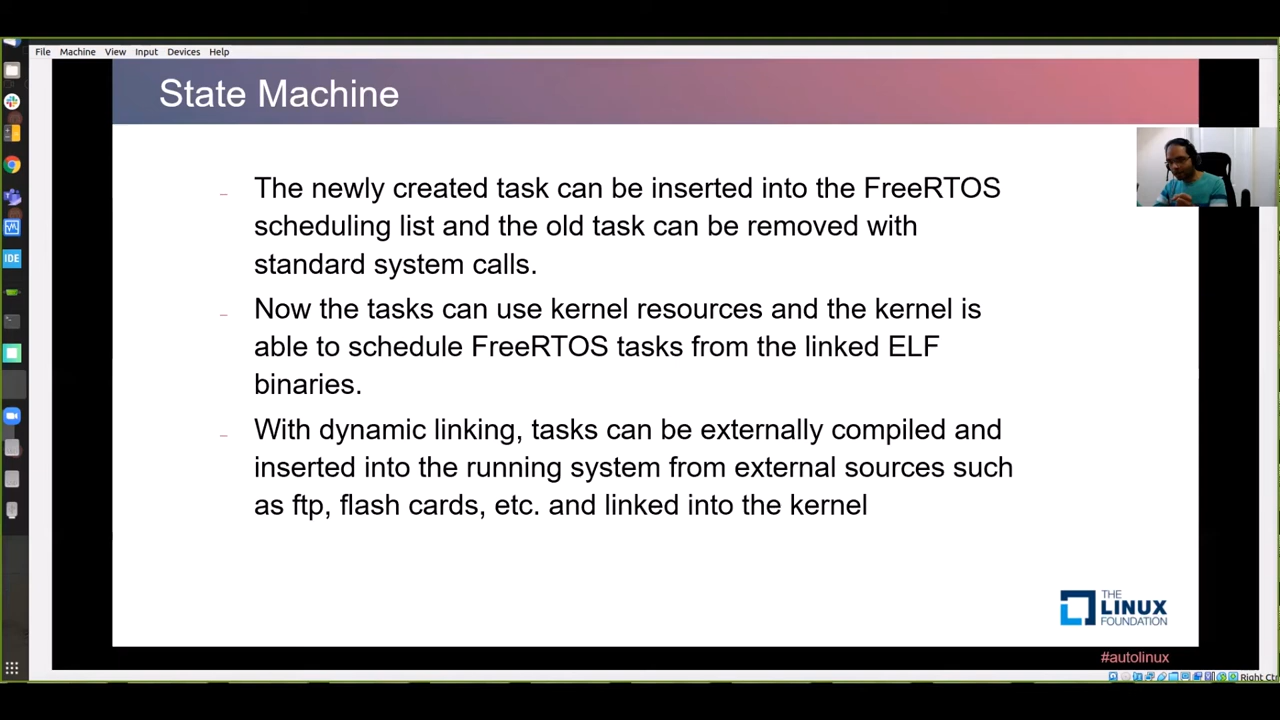 File Machine View Input Devices Help
State Machine
– The newly created task can be inserted into the FreeRTOS
scheduling list and the old task can be removed with
standard system calls.
– Now the tasks can use kernel resources and the kernel is
able to schedule FreeRTOS tasks from the linked ELF
binaries.
– With dynamic linking, tasks can be externally compiled and
inserted into the running system from external sources such
as ftp, flash cards, etc. and linked into the kernel
IDE
THE
LINUX
FOUNDATION
#autolinux
Right Ctr